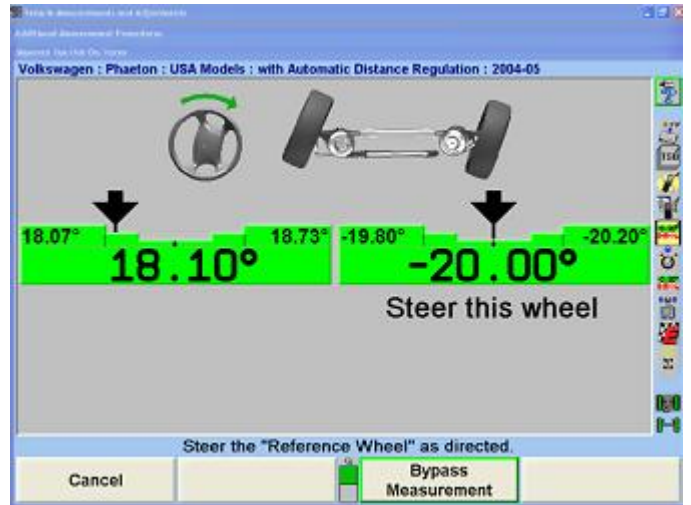 Volkswagen : Phaeton : USA Models : with Automatic Distance Regulation : 2004-05
18.07° 18.73° -19.80° -20.20°
18.10° -20.00°
Steer this wheel
Steer the "Reference Wheel" as directed.
Cancel
Bypass
Measurement